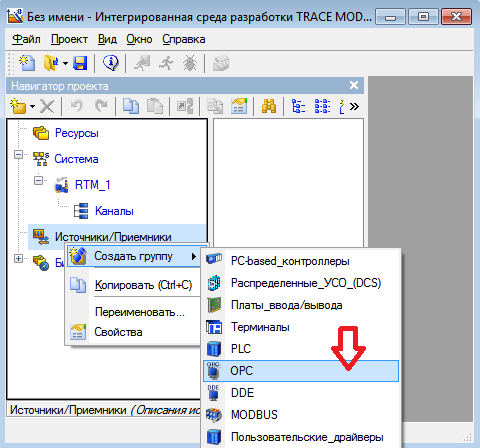 Без имени - Интегрированная среда разработки TRACE MOD...
Файл Проект Вид Окно Справка
Навигатор проекта
Ресурсы
Система
RTM_1
Каналы
Источники/Приемники
Создать группу
Копировать (Ctrl+C)
Переименовать...
Свойства
PC-based_контроллеры
Распределенные_УСО_(DCS)
Платы_ввода/вывода
Терминалы
PLC
OPC
OPC
DDE
DDE
MODBUS
Пользовательские_драйверы
Источники/Приемники (Описания ис